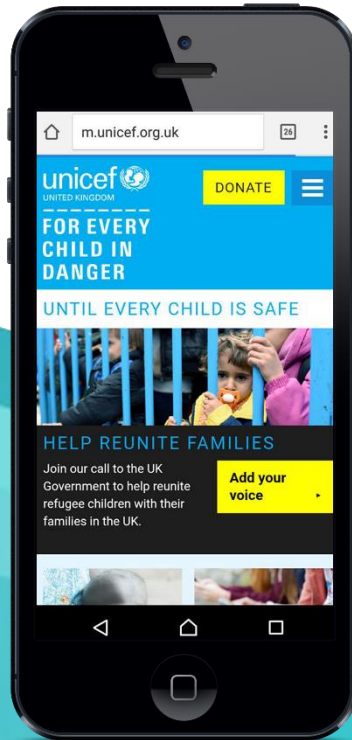 m.unicef.org.uk
26
unicef
UNITED KINGDOM
DONATE
FOR EVERY
CHILD IN
DANGER
UNTIL EVERY CHILD IS SAFE
HELP REUNITE FAMILIES
Join our call to the UK
Government to help reunite
refugee children with their
families in the UK.
Add your
voice